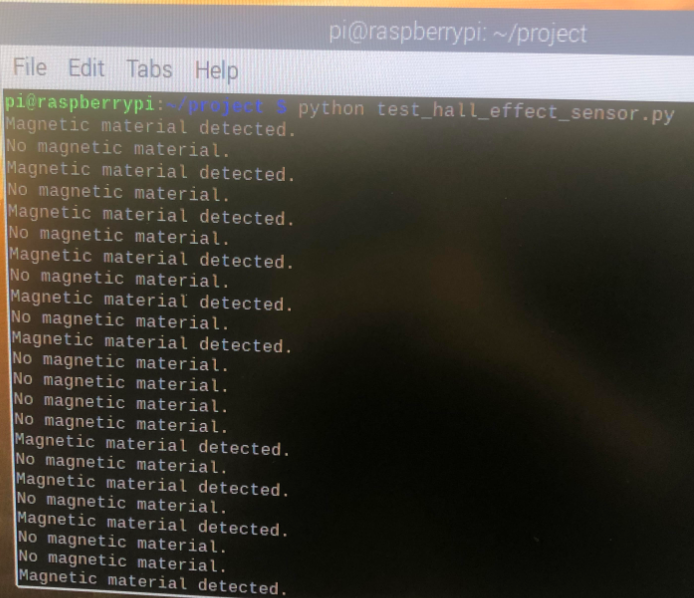 pi@raspberrypi: ~/project
File Edit Tabs Help
pi@raspberrypi:~/project $ python test_hall_effect_sensor.py
Magnetic material detected.
No magnetic material.
Magnetic material detected.
No magnetic material.
Magnetic material detected.
No magnetic material.
Magnetic material detected.
No magnetic material.
Magnetic material detected.
No magnetic material.
Magnetic material detected.
No magnetic material.
No magnetic material.
No magnetic material.
No magnetic material.
Magnetic material detected.
No magnetic material.
Magnetic material detected.
No magnetic material.
Magnetic material detected.
No magnetic material.
No magnetic material.
Magnetic material detected.